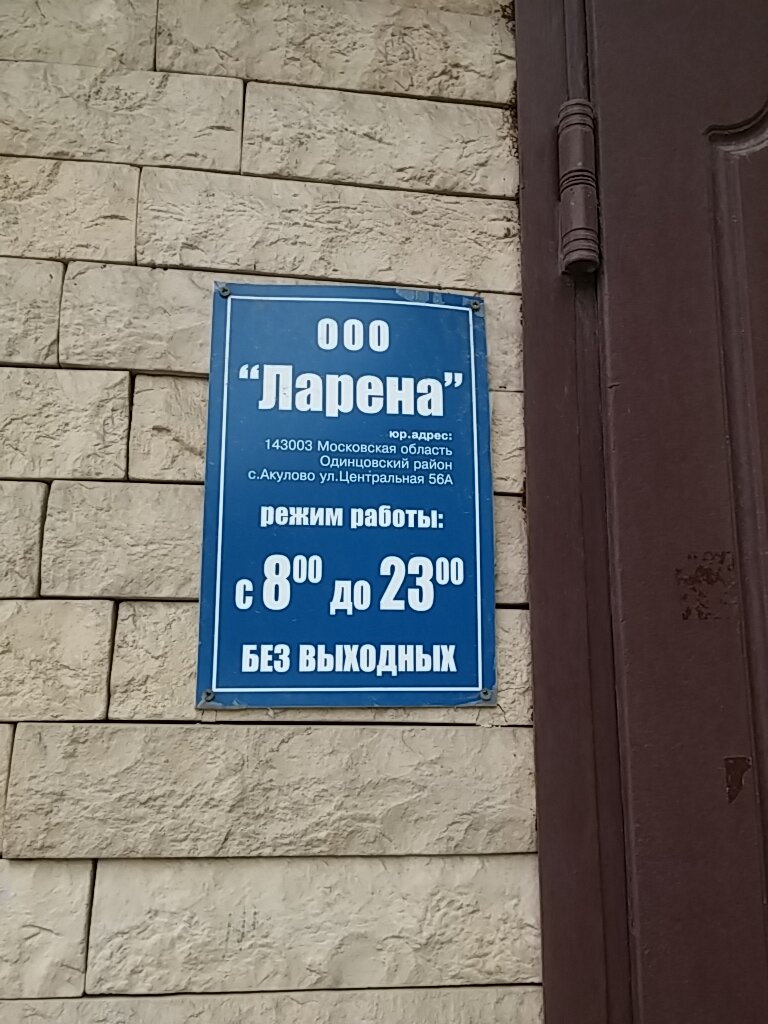 ООО
“Ларена”
юр.адрес:
143003 Московская область
Одинцовский район
с.Акулово ул.Центральная 56А
режим работы:
с 8⁰⁰ до 23⁰⁰
БЕЗ ВЫХОДНЫХ